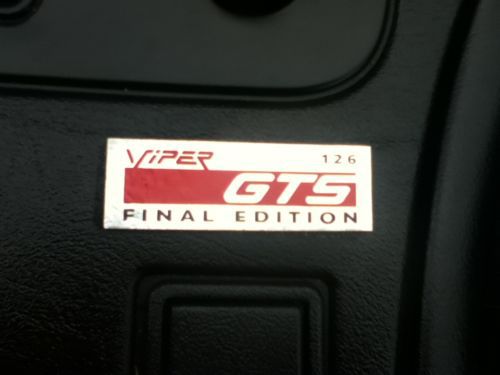 VIPER 126
GTS
FINAL EDITION